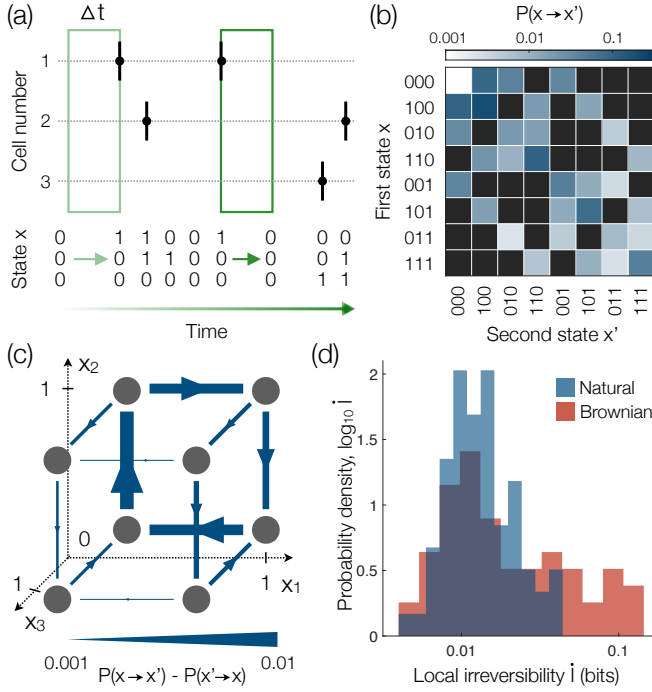 (a)
Δt
Cell number
1
2
3
State x
0 1 1 0 0 1 0 0 0
0 0 1 0 0 0 0 0 1
0 0 0 0 0 0 0 1 1
Time
(b)
P(x→x')
0.001 0.01 0.1
First state x
000
100
010
110
001
101
011
111
000 100 010 110 001 101 011 111
Second state x'
(c)
x₂
1
0
1
x₃
1
x₁
0.001 0.01
P(x→x') - P(x'→x)
(d)
Probability density, log₁₀ İ
2
1.5
1
0.5
0
Natural
Brownian
0.01 0.1
Local irreversibility İ (bits)